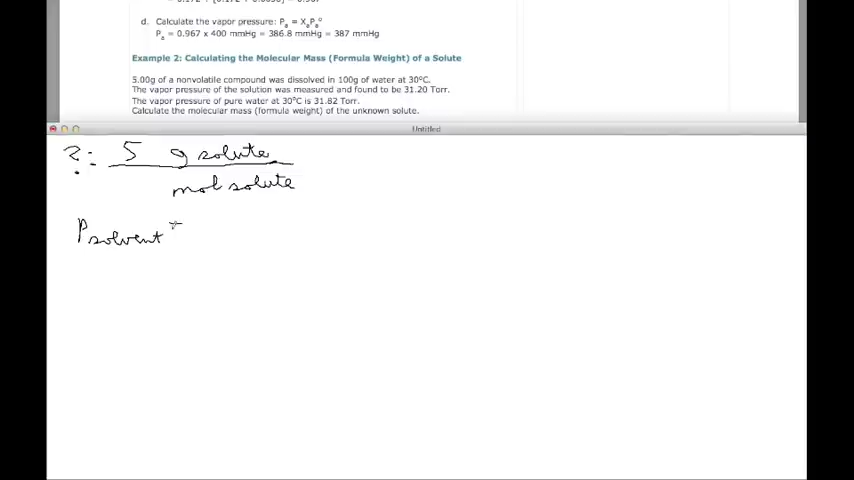 d. Calculate the vapor pressure: Pₐ = XₐPₐ°
Pₐ = 0.967 x 400 mmHg = 386.8 mmHg = 387 mmHg
Example 2: Calculating the Molecular Mass (Formula Weight) of a Solute
5.00g of a nonvolatile compound was dissolved in 100g of water at 30°C.
The vapor pressure of the solution was measured and found to be 31.20 Torr.
The vapor pressure of pure water at 30°C is 31.82 Torr.
Calculate the molecular mass (formula weight) of the unknown solute.
Untitled
? = 5 g solute
mol solute
P solvent